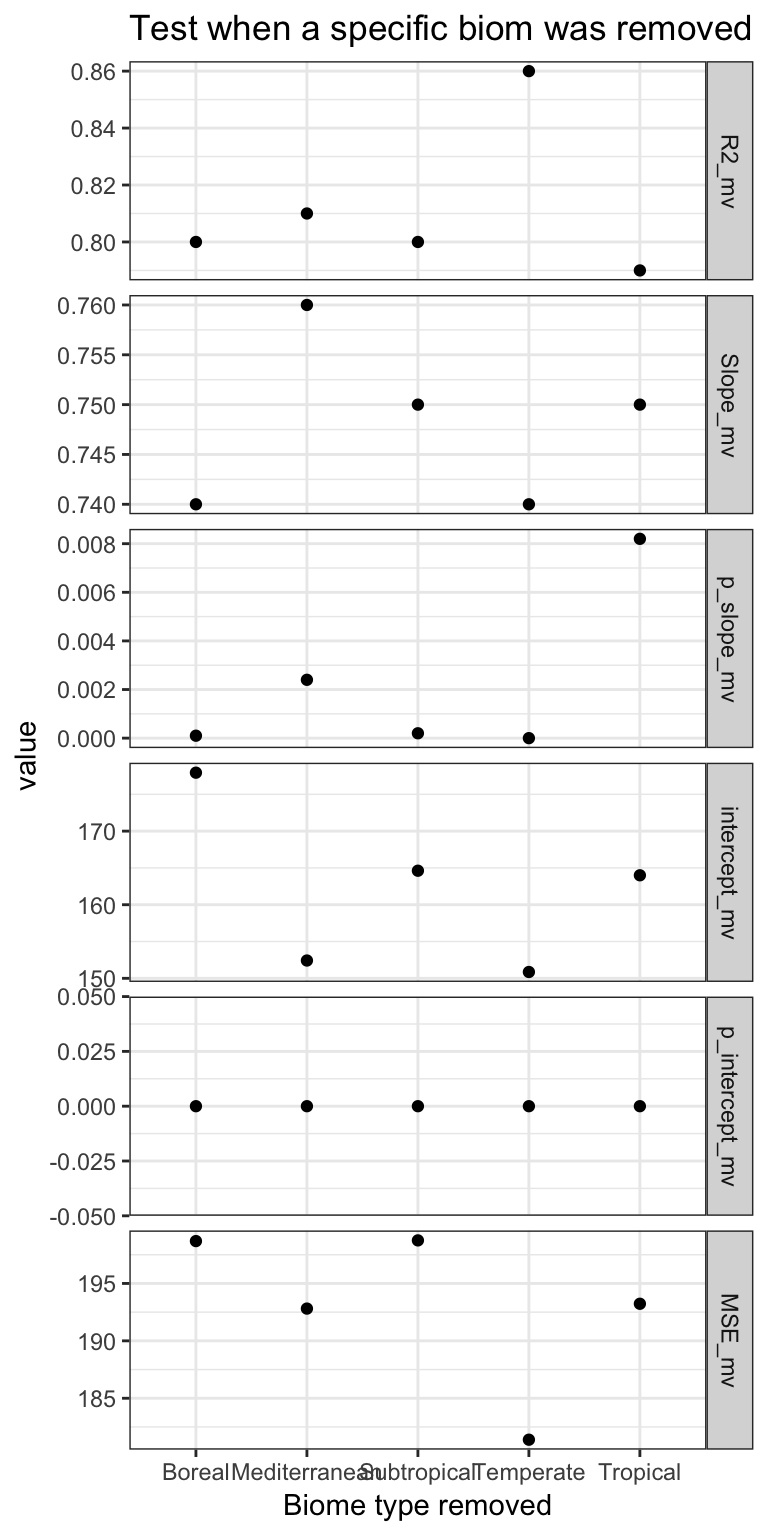 Test when a specific biom was removed
0.86
0.84
0.82
0.80
R2_mv
0.760
0.755
0.750
0.745
0.740
Slope_mv
0.008
0.006
0.004
0.002
0.000
p_slope_mv
value
170
160
150
intercept_mv
0.050
0.025
0.000
-0.025
-0.050
p_intercept_mv
195
190
185
MSE_mv
Boreal Mediterranean Subtropical Temperate Tropical
Biome type removed